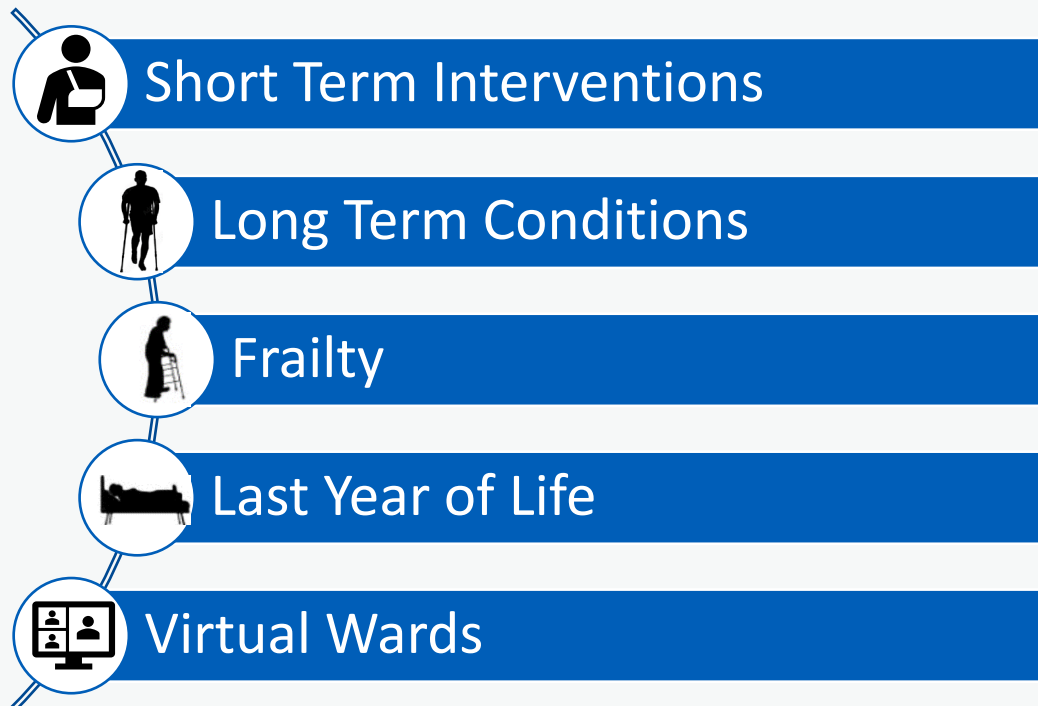 Short Term Interventions
Long Term Conditions
Frailty
Last Year of Life
Virtual Wards